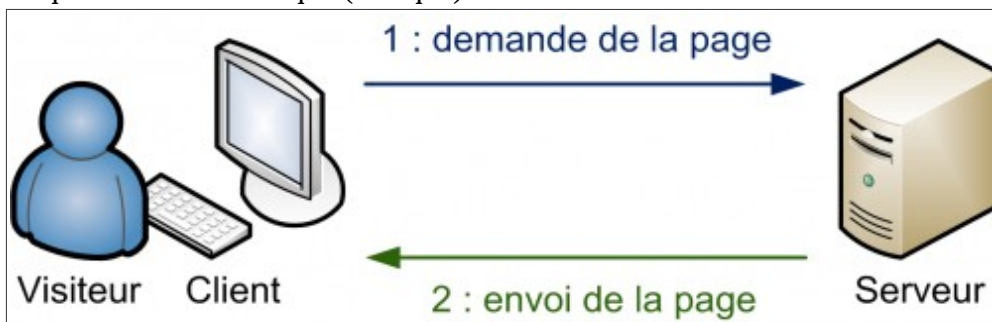 1 : demande de la page
Visiteur Client Serveur
2 : envoi de la page